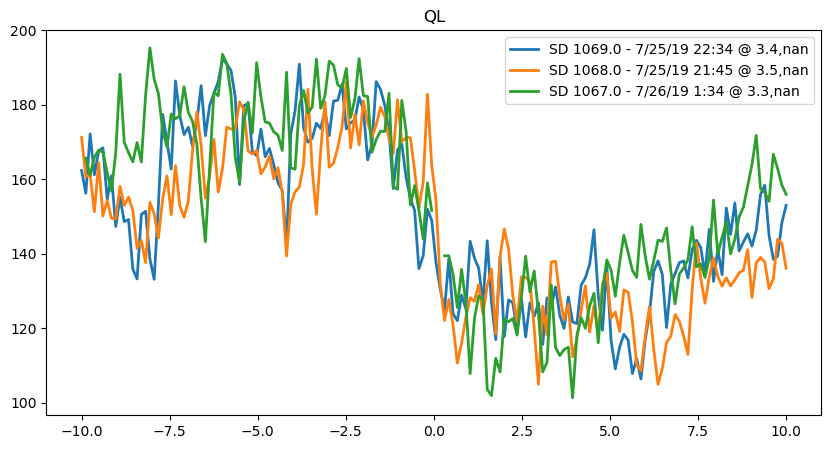 QL
200
180
160
140
120
100
SD 1069.0 - 7/25/19 22:34 @ 3.4,nan
SD 1068.0 - 7/25/19 21:45 @ 3.5,nan
SD 1067.0 - 7/26/19 1:34 @ 3.3,nan
−10.0 −7.5 −5.0 −2.5 0.0 2.5 5.0 7.5 10.0